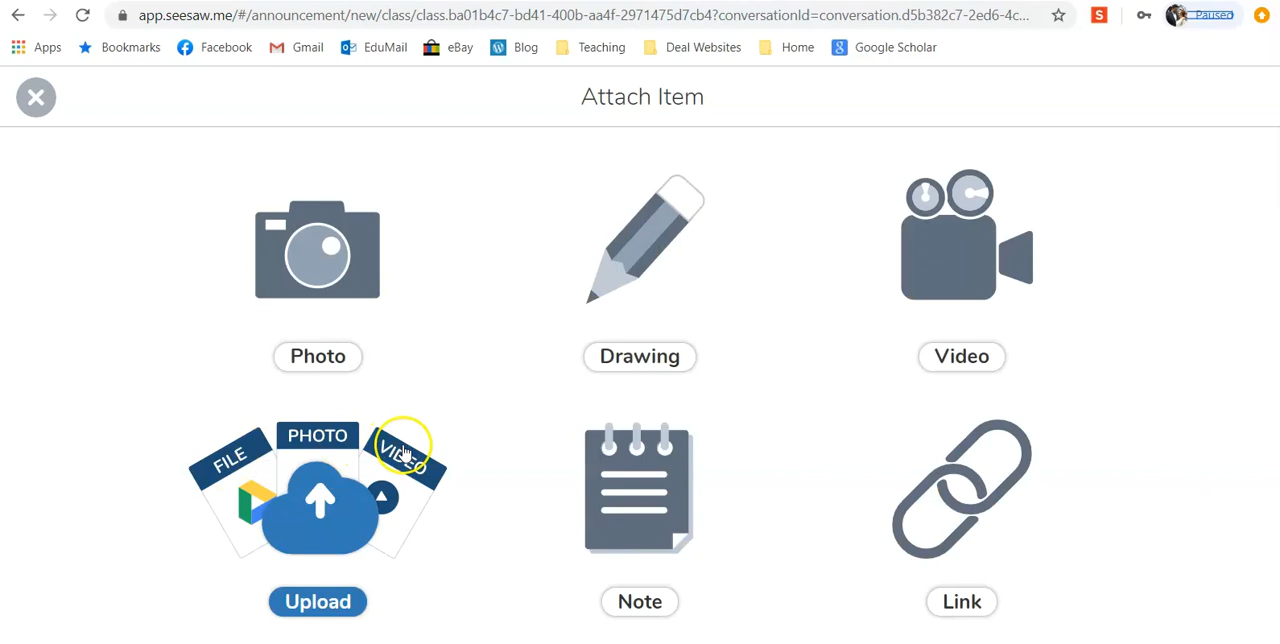 app.seesaw.me/#/announcement/new/class/class.ba01b4c7-bd41-400b-aa4f-2971475d7cb4?conversationId=conversation.d5b382c7-2ed6-4c... S Paused
Apps Bookmarks Facebook Gmail EduMail eBay Blog Teaching Deal Websites Home Google Scholar
Attach Item
Photo Drawing Video
FILE PHOTO VIDEO
Upload Note Link